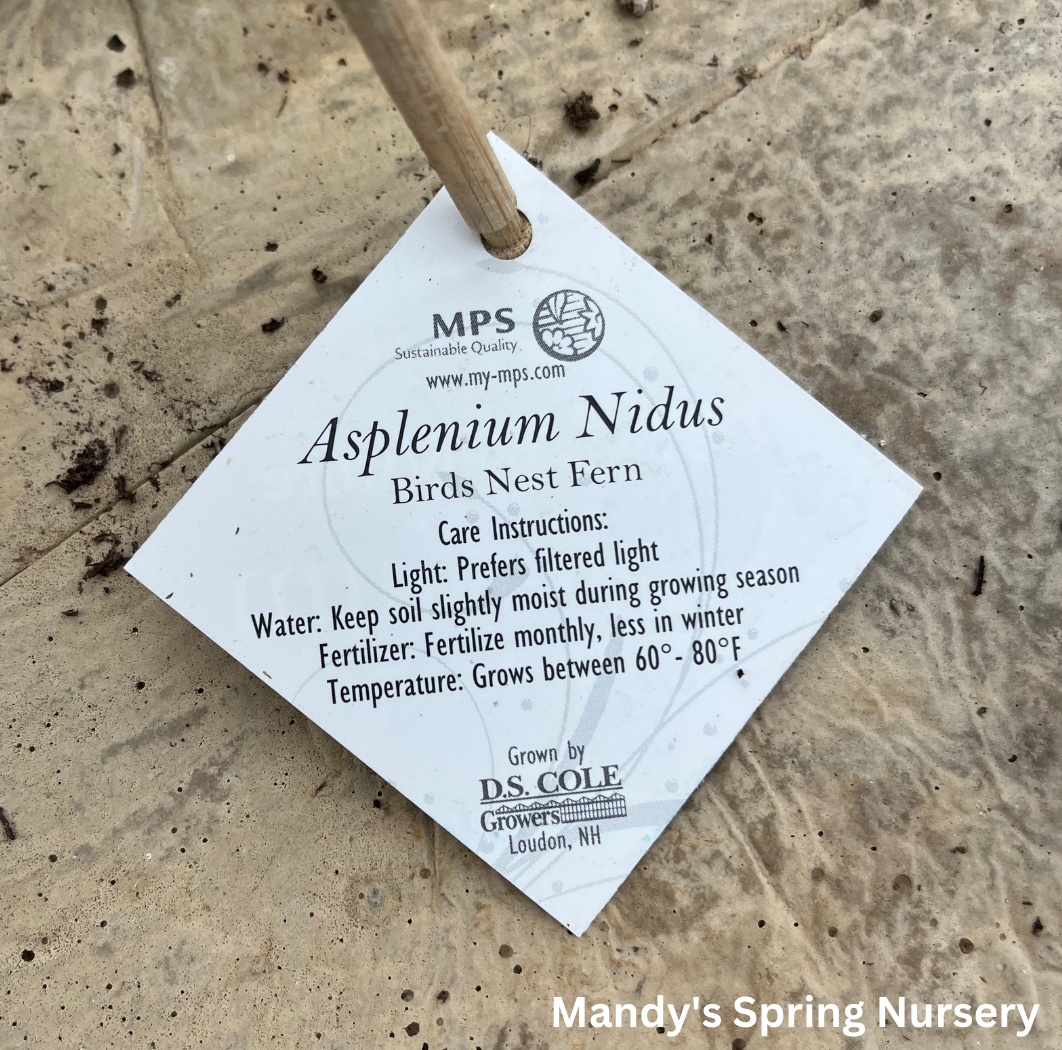 MPS
Sustainable Quality
www.my-mps.com
Asplenium Nidus
Birds Nest Fern
Care Instructions:
Light: Prefers filtered light
Water: Keep soil slightly moist during growing season
Fertilizer: Fertilize monthly, less in winter
Temperature: Grows between 60°- 80°F
Grown by
D.S. COLE
Growers
Loudon, NH
Mandy's Spring Nursery